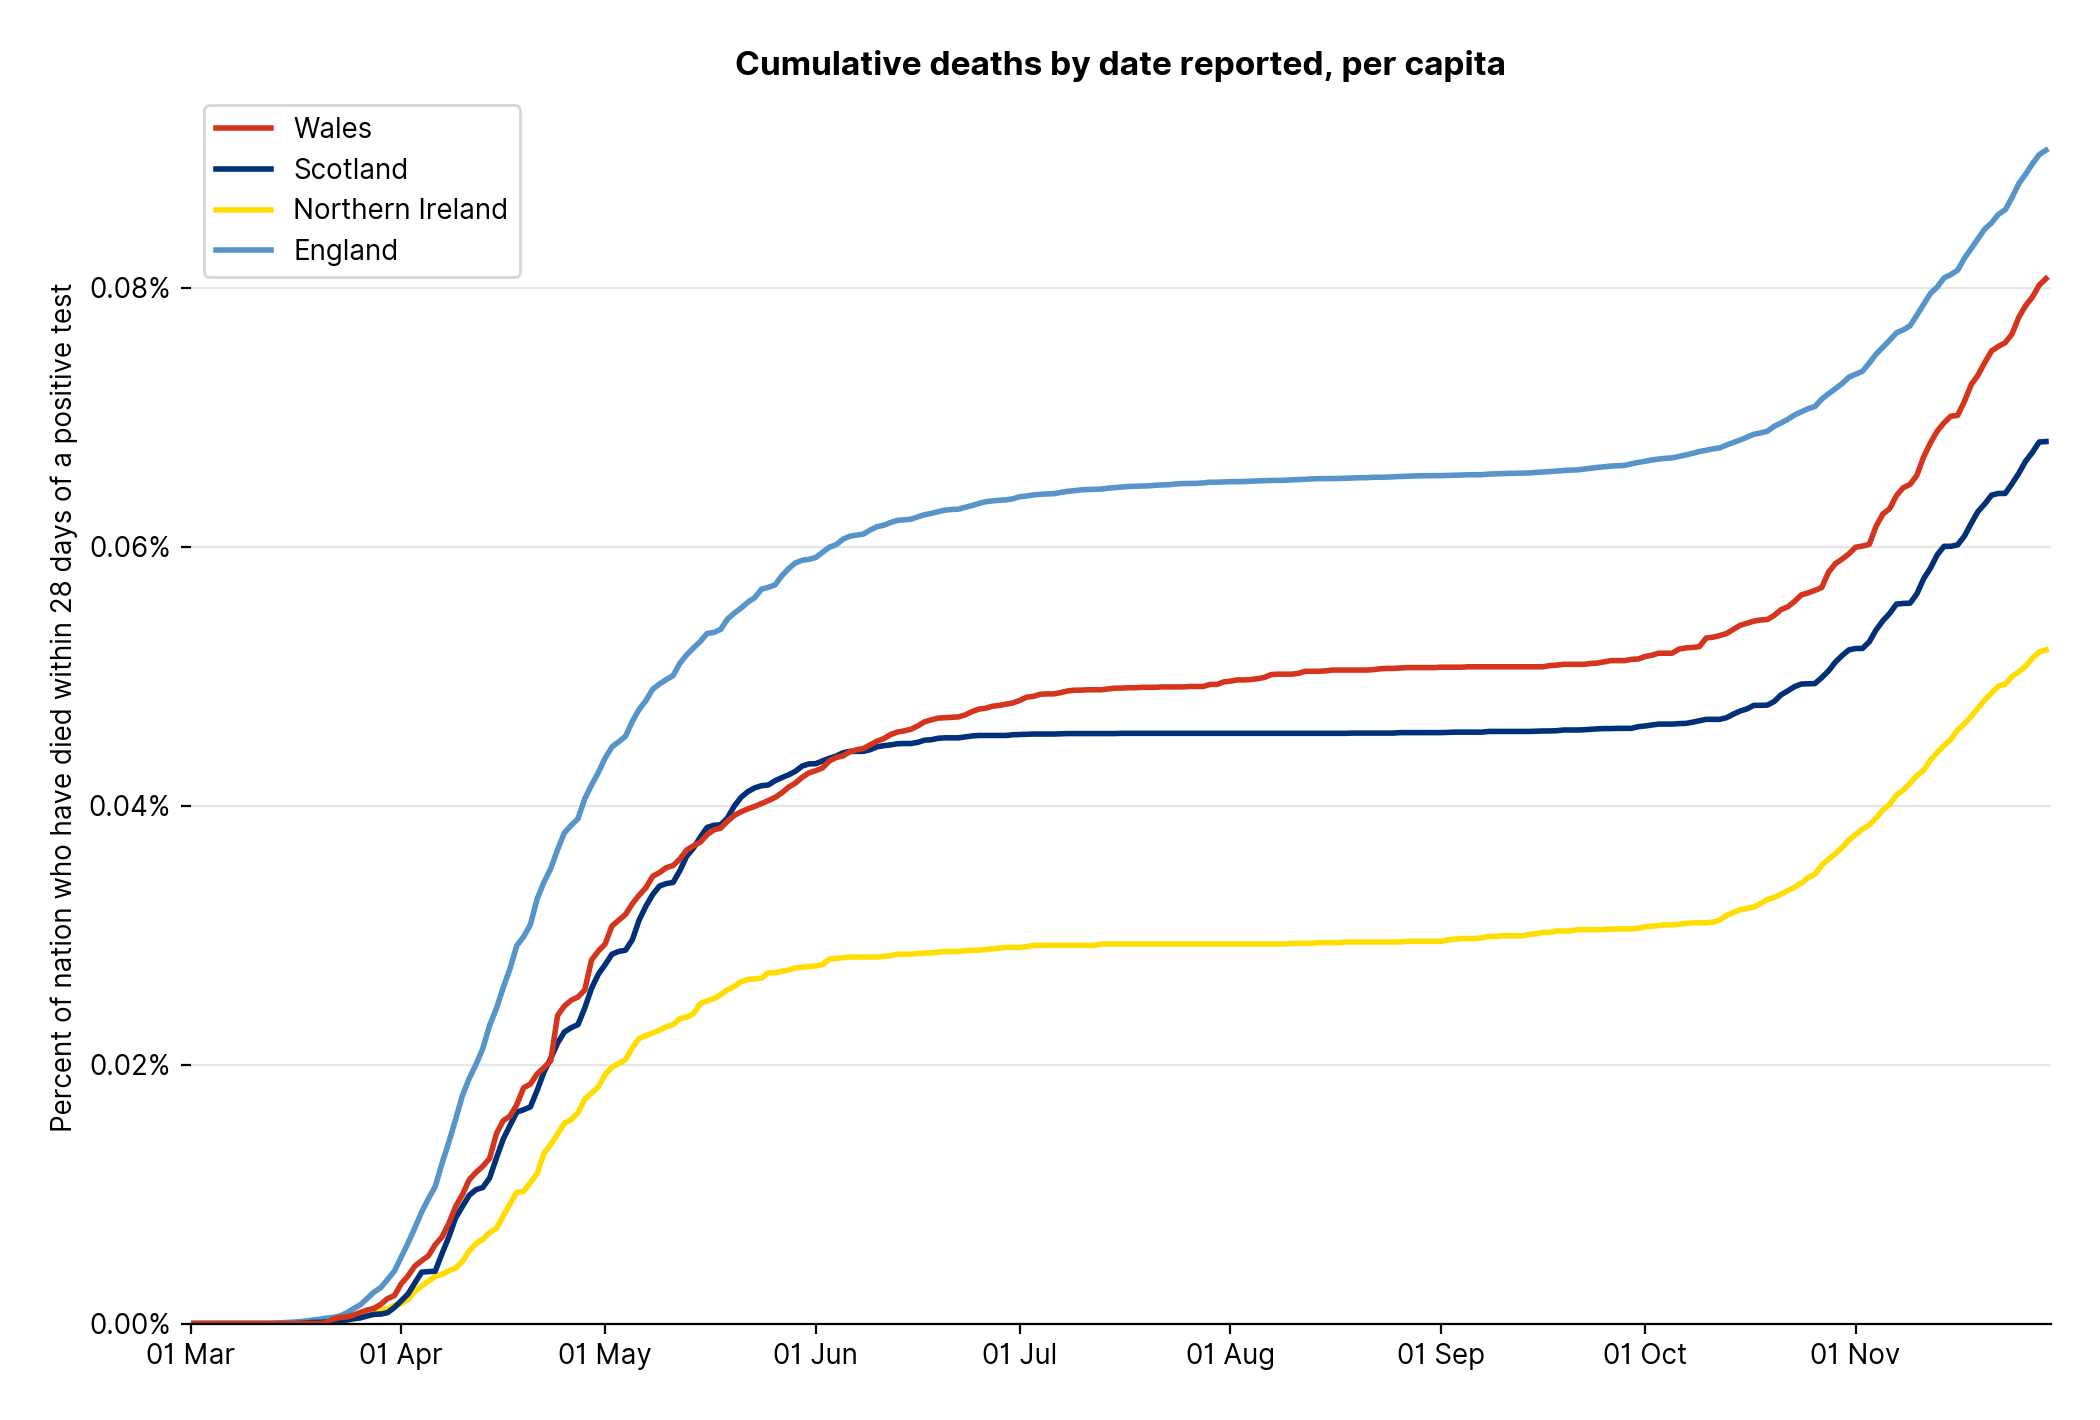 Cumulative deaths by date reported, per capita
Wales
Scotland
Northern Ireland
England
Percent of nation who have died within 28 days of a positive test
0.08%
0.06%
0.04%
0.02%
0.00%
01 Mar
01 Apr
01 May
01 Jun
01 Jul
01 Aug
01 Sep
01 Oct
01 Nov